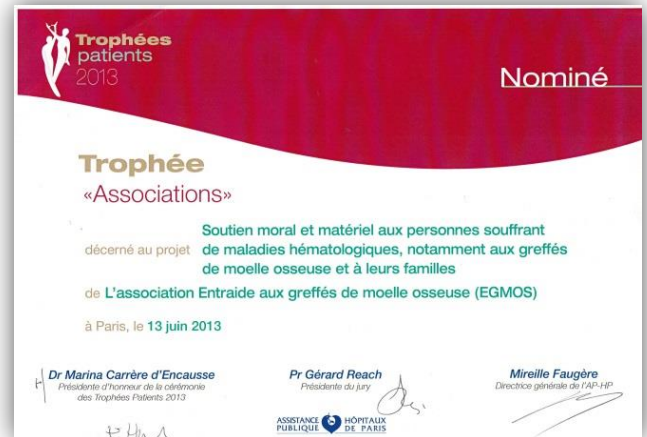 Trophées
patients
2013
Nominé
Trophée
«Associations»
décerné au projet Soutien moral et matériel aux personnes souffrant
de maladies hématologiques, notamment aux greffés
de moelle osseuse et à leurs familles
de L'association Entraide aux greffés de moelle osseuse (EGMOS)
à Paris, le 13 juin 2013
Dr Marina Carrère d'Encausse
Présidente d'honneur de la cérémonie
des Trophées Patients 2013
Pr Gérard Reach
Présidente du jury
Mireille Faugère
Directrice générale de l'AP-HP
ASSISTANCE HÔPITAUX
PUBLIQUE DE PARIS